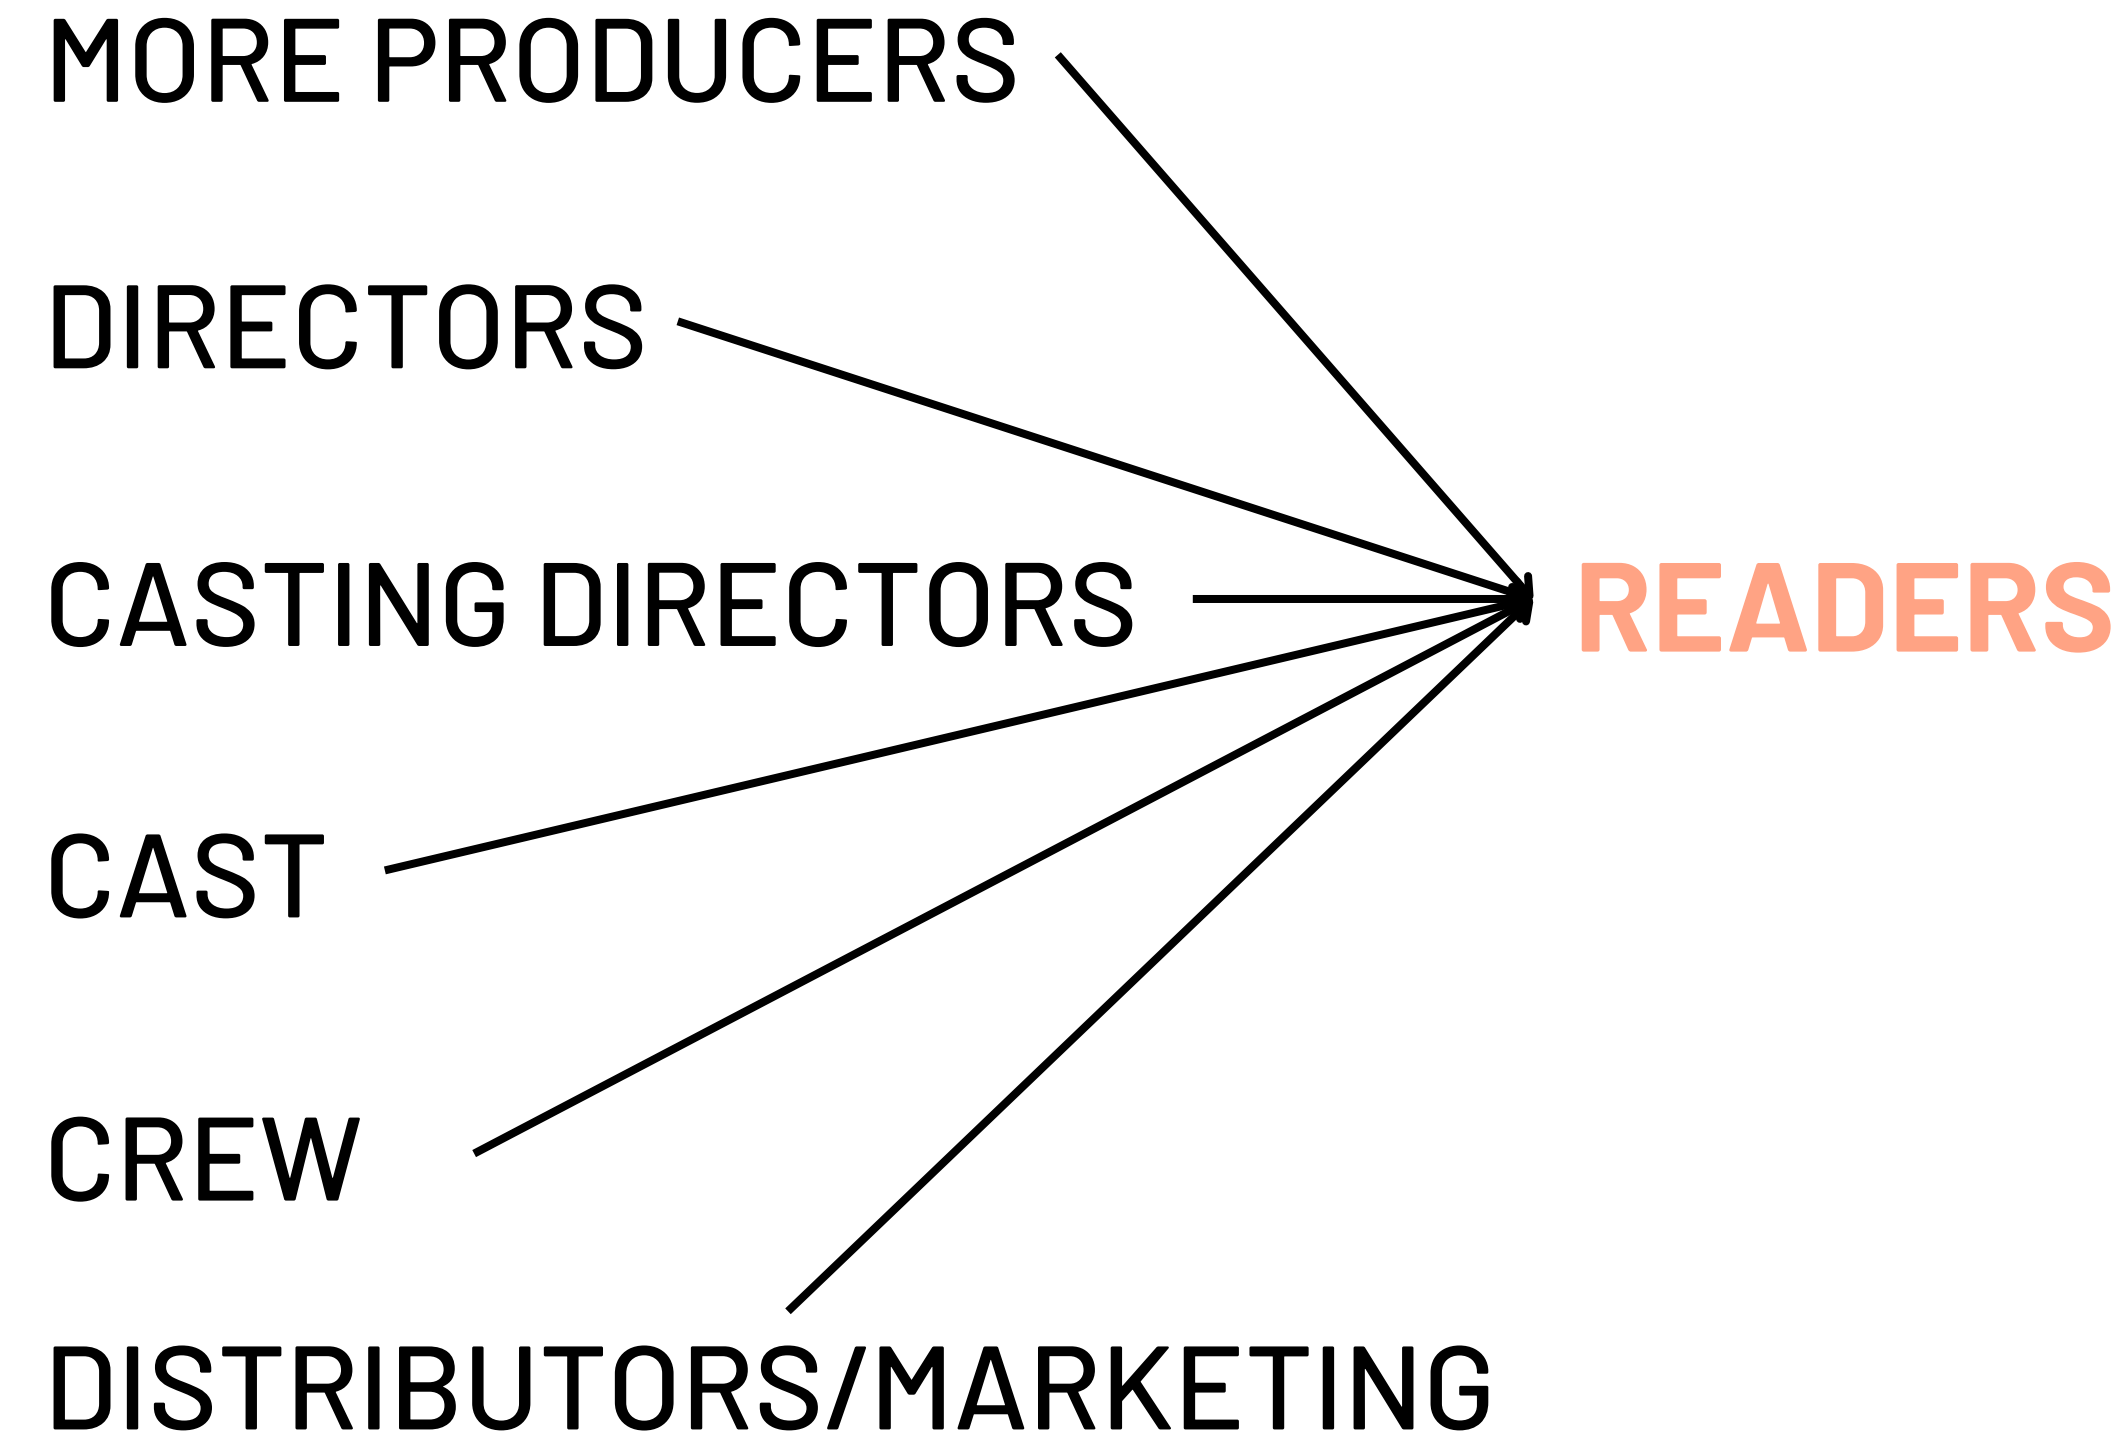 MORE PRODUCERS
DIRECTORS
CASTING DIRECTORS
READERS
CAST
CREW
DISTRIBUTORS/MARKETING